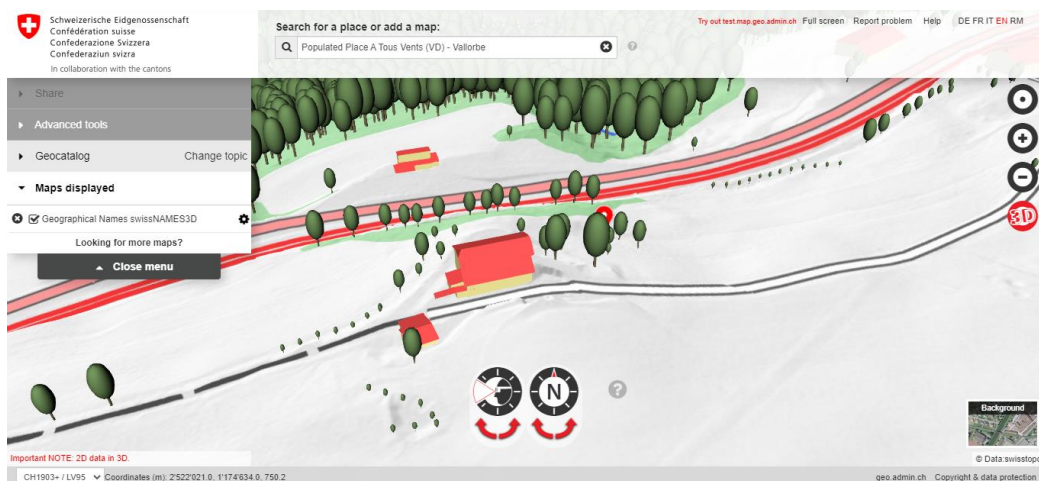 Schweizerische Eidgenossenschaft
Confédération suisse
Confederazione Svizzera
Confederaziun svizra
In collaboration with the cantons
Search for a place or add a map:
Populated Place A Tous Vents (VD) - Vallorbe
Try out test.map.geo.admin.ch Full screen Report problem Help DE FR IT EN RM
Share
Advanced tools
Geocatalog Change topic
Maps displayed
Geographical Names swissNAMES3D
Looking for more maps?
Close menu
3D
N
Background
Important NOTE: 2D data in 3D.
© Data:swisstopo
CH1903+ / LV95 Coordinates (m): 2'522'021.0, 1'174'634.0, 750.2
geo.admin.ch Copyright & data protection